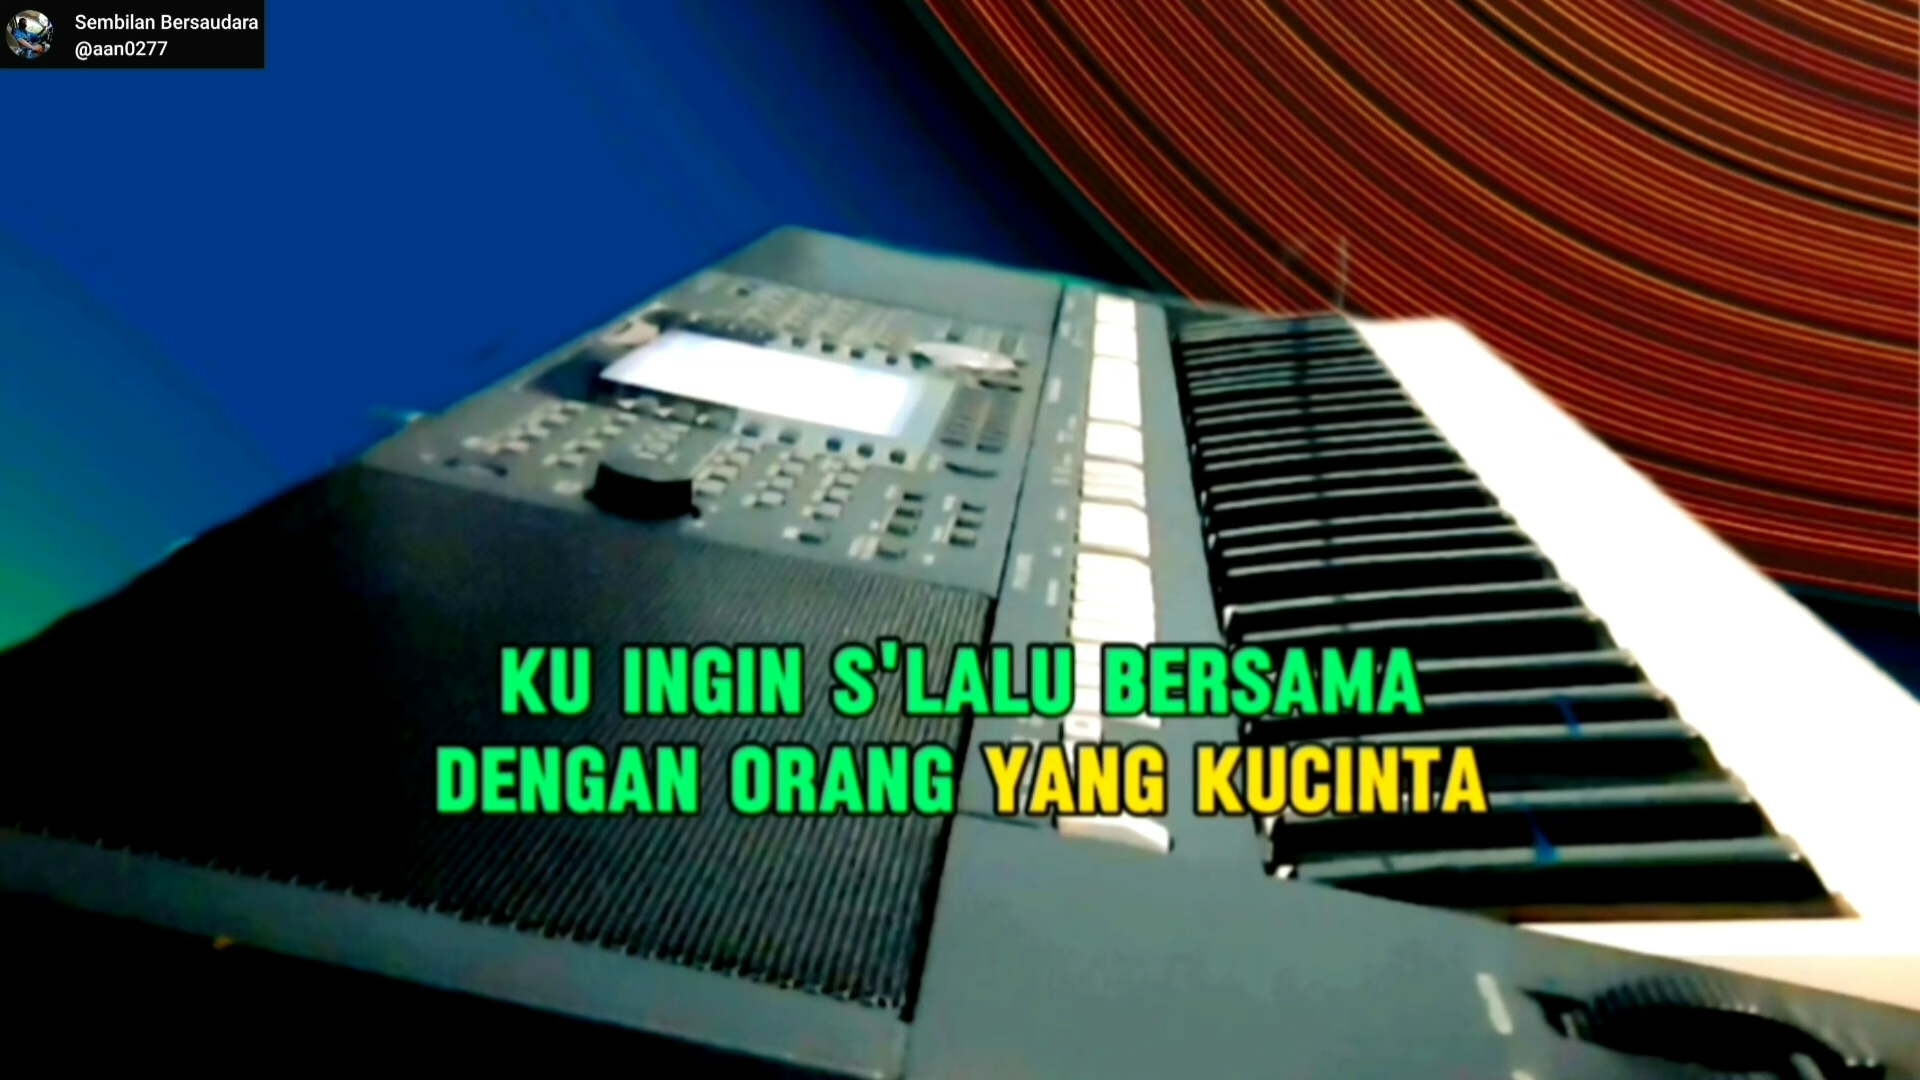 Sembilan Bersaudara
@aan0277
KU INGIN S'LALU BERSAMA
DENGAN ORANG YANG KUCINTA